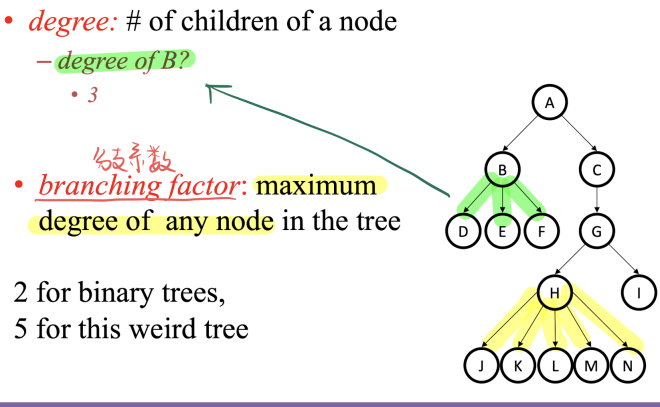 • degree: # of children of a node
– degree of B?
• 3
分支系数
• branching factor: maximum
degree of any node in the tree
2 for binary trees,
5 for this weird tree
A
B C
D E F G
H I
J K L M N